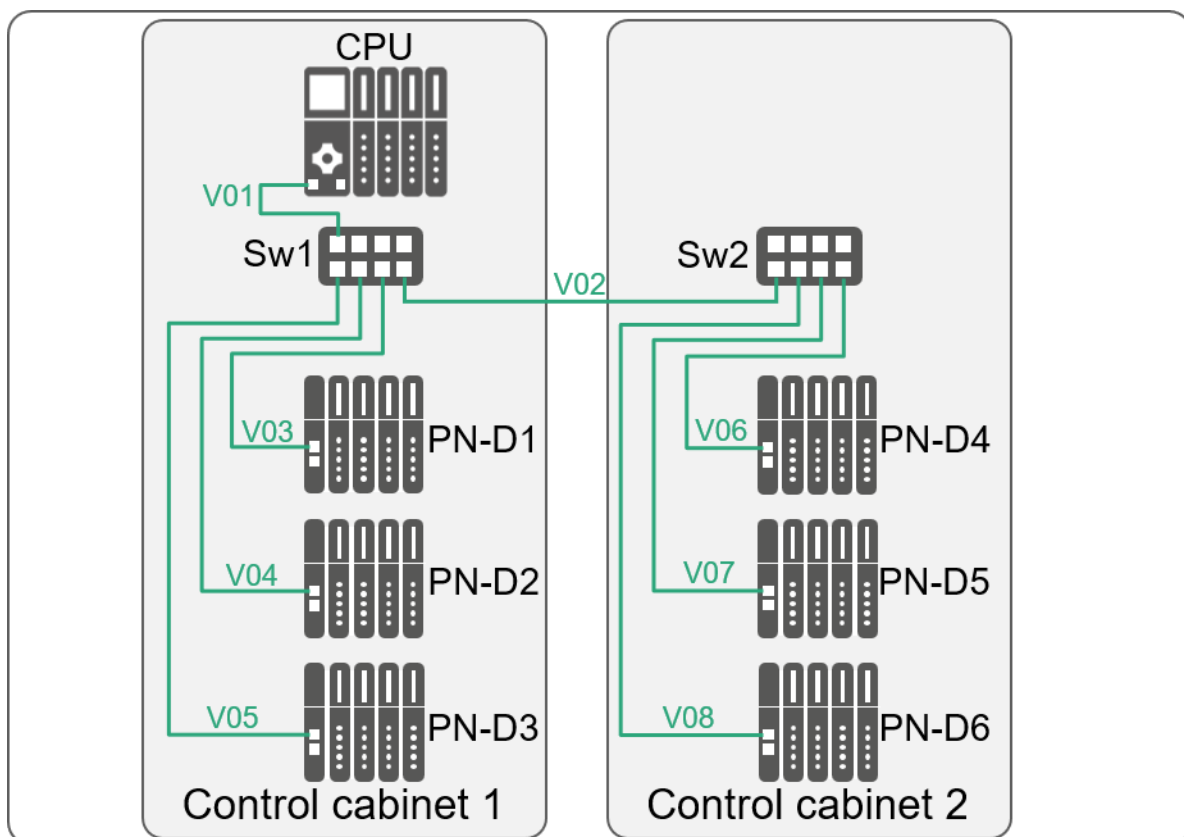 CPU
V01
Sw1
Sw2
V02
V03
PN-D1
V06
PN-D4
V04
PN-D2
V07
PN-D5
V05
PN-D3
V08
PN-D6
Control cabinet 1
Control cabinet 2